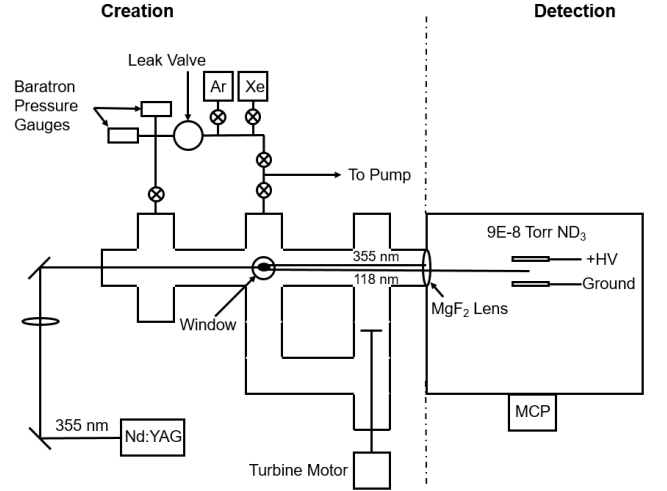 Creation
Detection
Leak Valve
Ar
Xe
Baratron
Pressure
Gauges
To Pump
9E-8 Torr ND₃
+HV
Ground
355 nm
118 nm
MgF₂ Lens
Window
MCP
355 nm
Nd:YAG
Turbine Motor